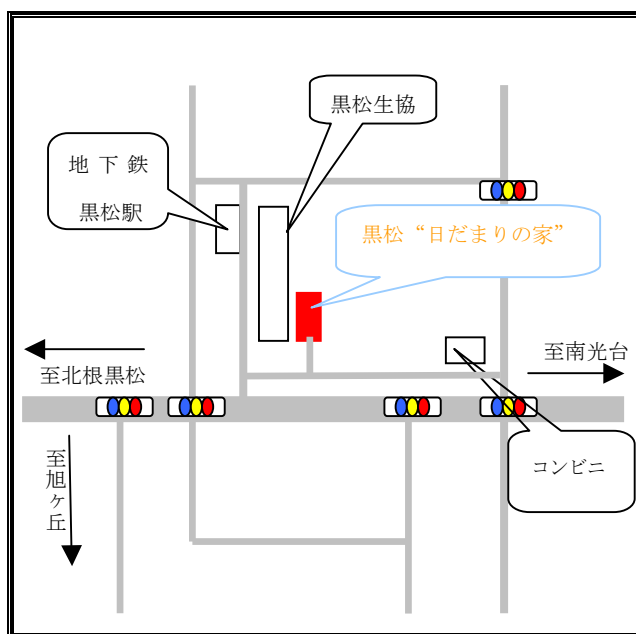 黒松生協
地下鉄
黒松駅
黒松“日だまりの家”
至南光台
至北根黒松
至旭ヶ丘
コンビニ